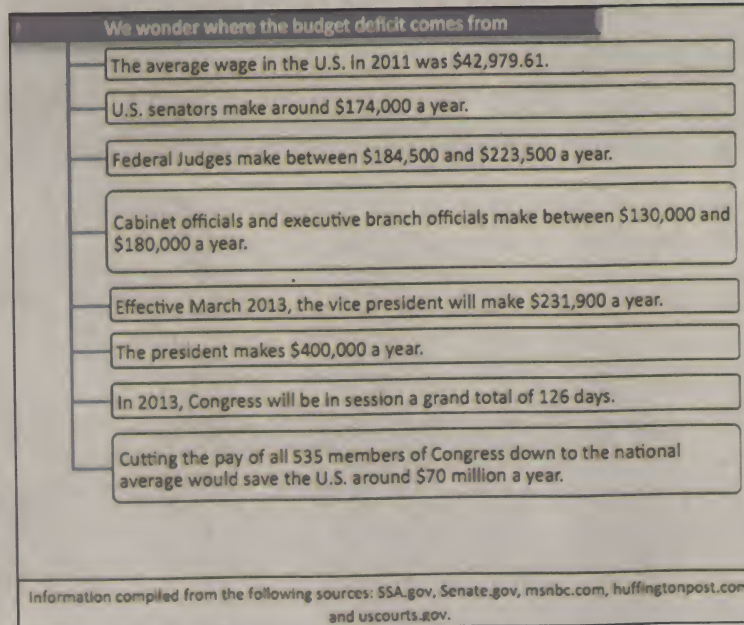 We wonder where the budget deficit comes from
The average wage in the U.S. in 2011 was $42,979.61.
U.S. senators make around $174,000 a year.
Federal Judges make between $184,500 and $223,500 a year.
Cabinet officials and executive branch officials make between $130,000 and
$180,000 a year.
Effective March 2013, the vice president will make $231,900 a year.
The president makes $400,000 a year.
In 2013, Congress will be in session a grand total of 126 days.
Cutting the pay of all 535 members of Congress down to the national
average would save the U.S. around $70 million a year.
Information compiled from the following sources: SSA.gov, Senate.gov, msnbc.com, huffingtonpost.com
and uscourts.gov.